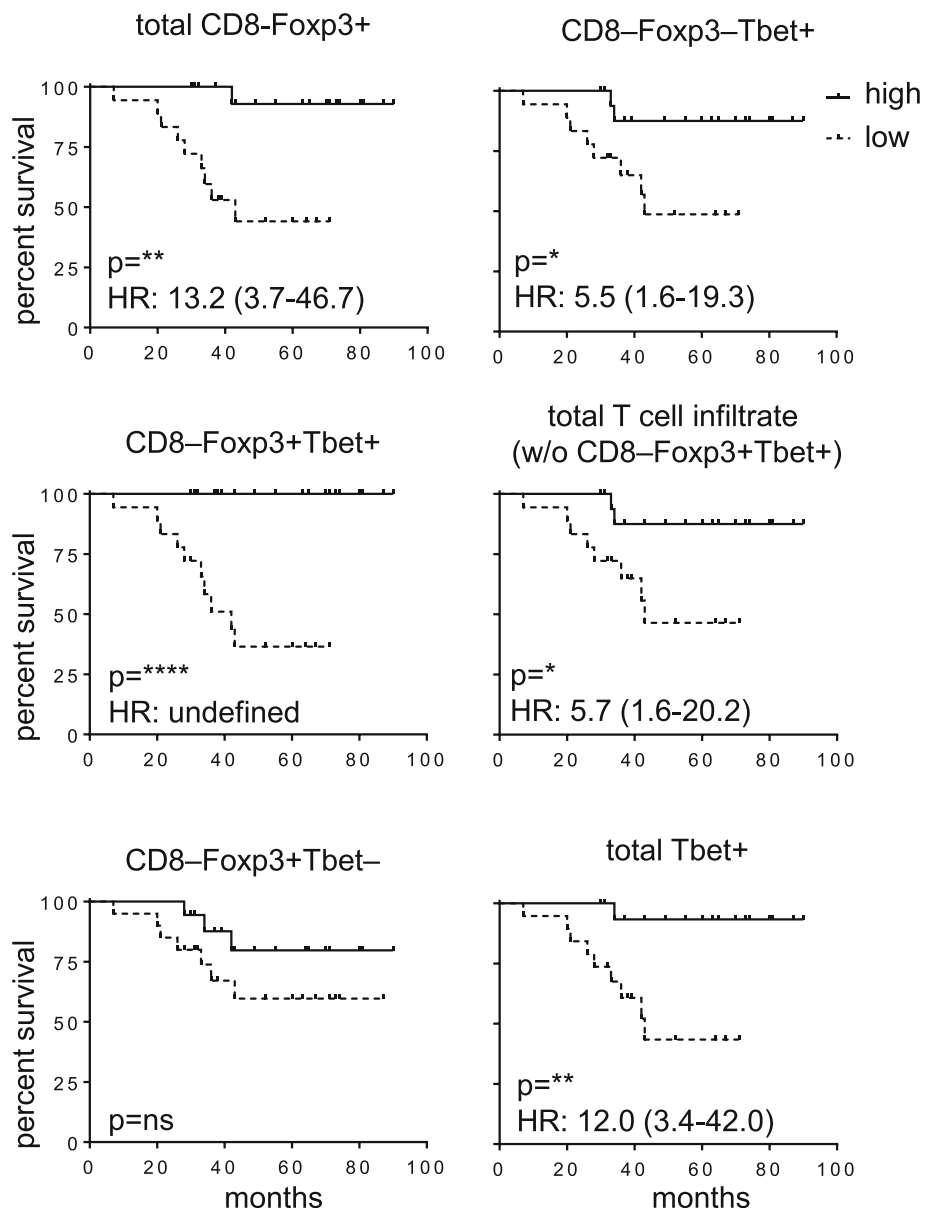 total CD8-Foxp3+
CD8–Foxp3–Tbet+
high
low
percent survival
100
75
50
25
0
p=**
HR: 13.2 (3.7-46.7)
0 20 40 60 80 100
p=*
HR: 5.5 (1.6-19.3)
0 20 40 60 80 100
CD8–Foxp3+Tbet+
total T cell infiltrate
(w/o CD8–Foxp3+Tbet+)
percent survival
100
75
50
25
0
p=****
HR: undefined
0 20 40 60 80 100
p=*
HR: 5.7 (1.6-20.2)
0 20 40 60 80 100
CD8–Foxp3+Tbet–
total Tbet+
percent survival
100
75
50
25
0
p=ns
0 20 40 60 80 100
months
p=**
HR: 12.0 (3.4-42.0)
0 20 40 60 80 100
months